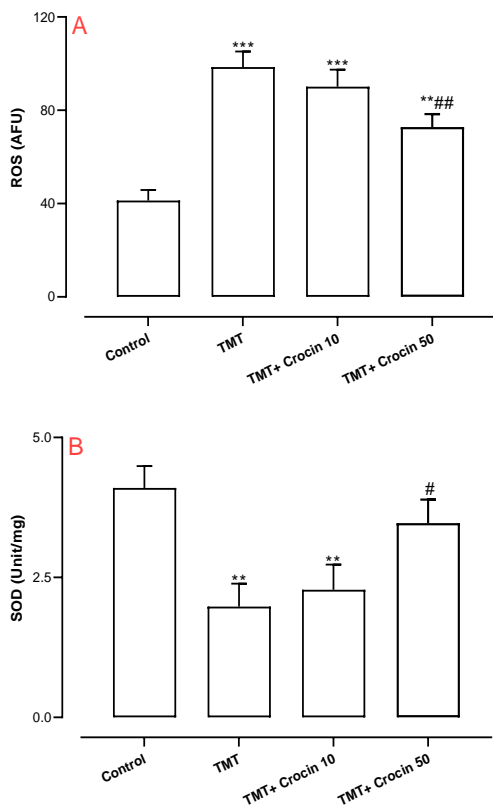 A
120
80
40
0
ROS (AFU)
***
***
**##
Control
TMT
TMT+ Crocin 10
TMT+ Crocin 50
B
5.0
2.5
0.0
SOD (Unit/mg)
**
**
#
Control
TMT
TMT+ Crocin 10
TMT+ Crocin 50